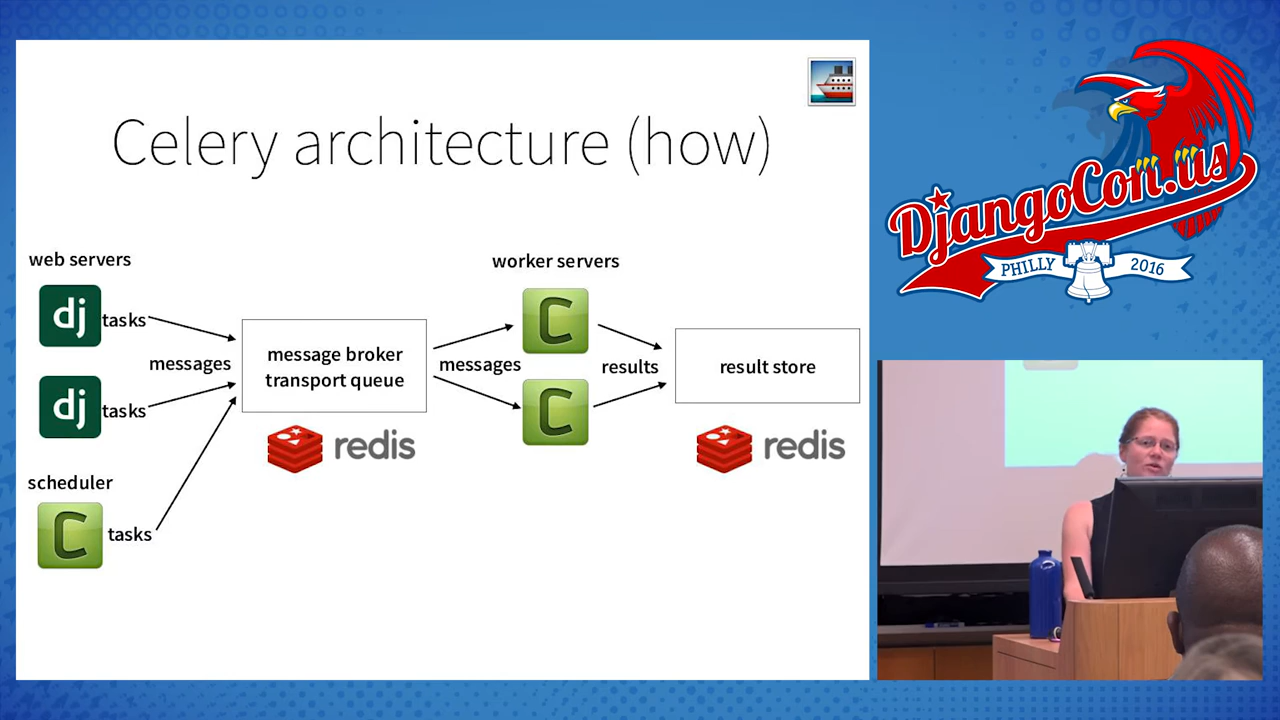 Celery architecture (how)
web servers
dj
tasks
messages
dj
tasks
scheduler
C
tasks
message broker
transport queue
redis
messages
worker servers
C
C
results
result store
redis
DjangoCon.us
PHILLY
2016